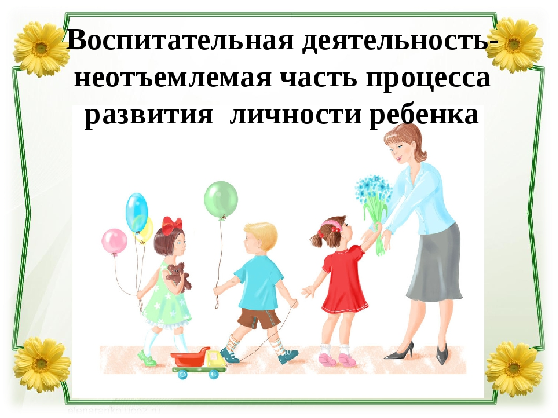 Воспитательная деятельность-
неотъемлемая часть процесса
развития личности ребенка